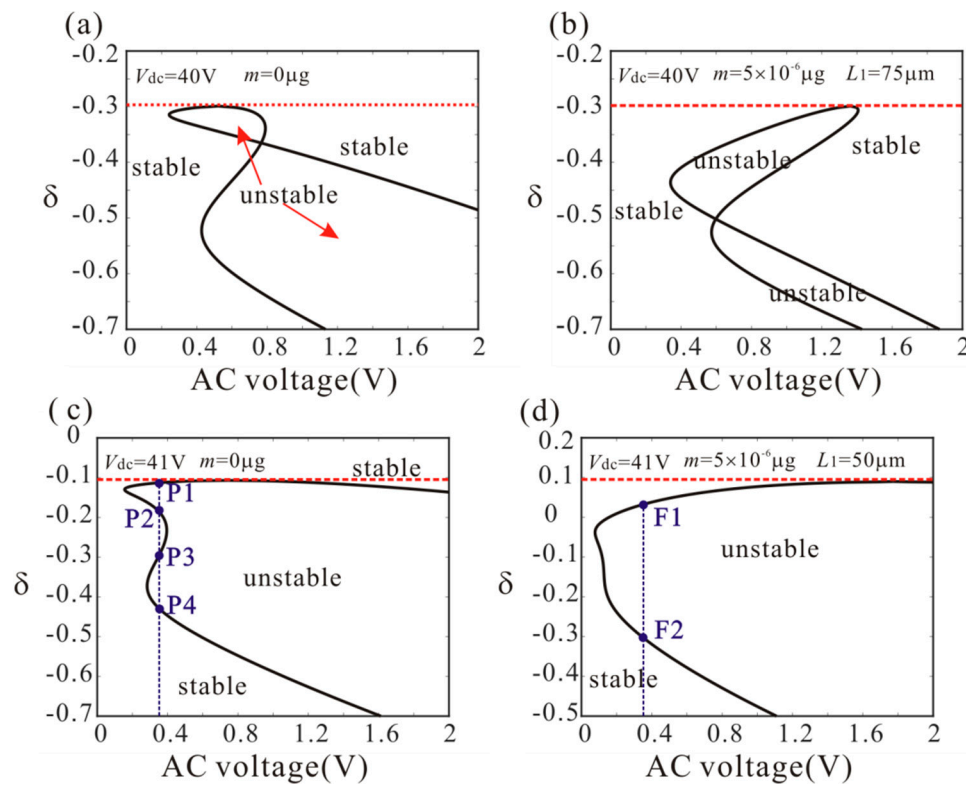 (a)
-0.2
Vdc=40V m=0μg
-0.3
stable
stable
-0.4
δ
unstable
-0.5
-0.6
-0.7
0 0.4 0.8 1.2 1.6 2
AC voltage(V)
(b)
-0.2
Vdc=40V m=5×10⁻⁶μg L1=75μm
-0.3
stable
unstable
-0.4
stable
δ
-0.5
-0.6
unstable
-0.7
0 0.4 0.8 1.2 1.6 2
AC voltage(V)
(c)
0
Vdc=41V m=0μg
stable
-0.1
P1
-0.2
P2
-0.3
P3
unstable
δ
-0.4
P4
-0.5
-0.6
stable
-0.7
0 0.4 0.8 1.2 1.6 2
AC voltage(V)
(d)
0.2
Vdc=41V m=5×10⁻⁶μg L1=50μm
0.1
F1
0
unstable
-0.1
δ
-0.2
-0.3
F2
-0.4
stable
-0.5
0 0.4 0.8 1.2 1.6 2
AC voltage(V)